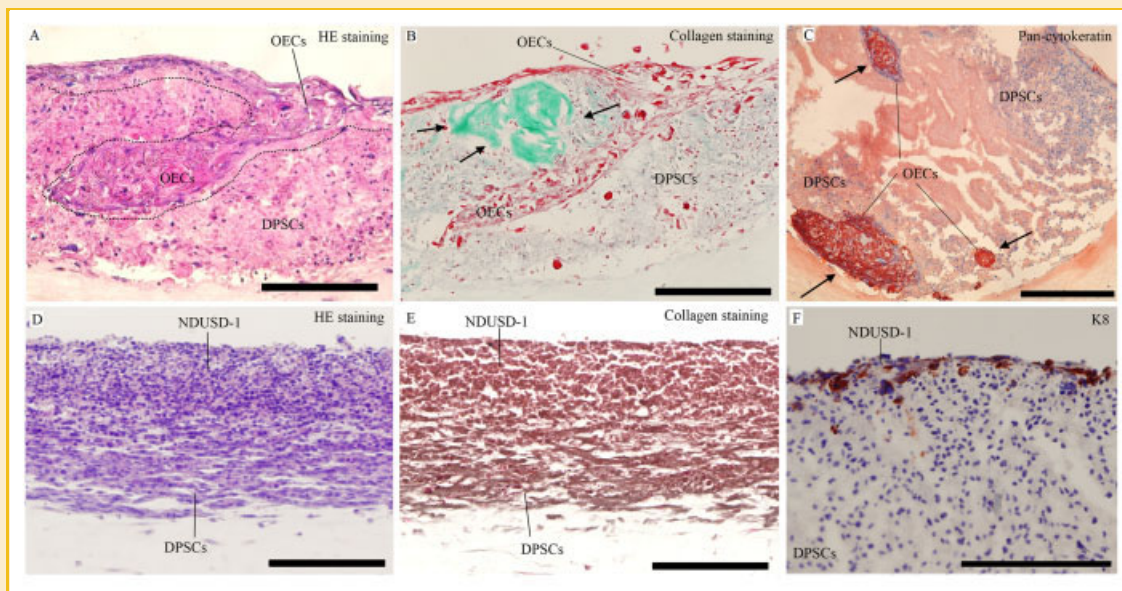 A
HE staining
OECs
OECs
DPSCs
B
Collagen staining
OECs
DPSCs
OECs
C
Pan-cytokeratin
DPSCs
DPSCs
OECs
D
HE staining
NDUSD-1
DPSCs
E
Collagen staining
NDUSD-1
DPSCs
F
K8
NDUSD-1
DPSCs